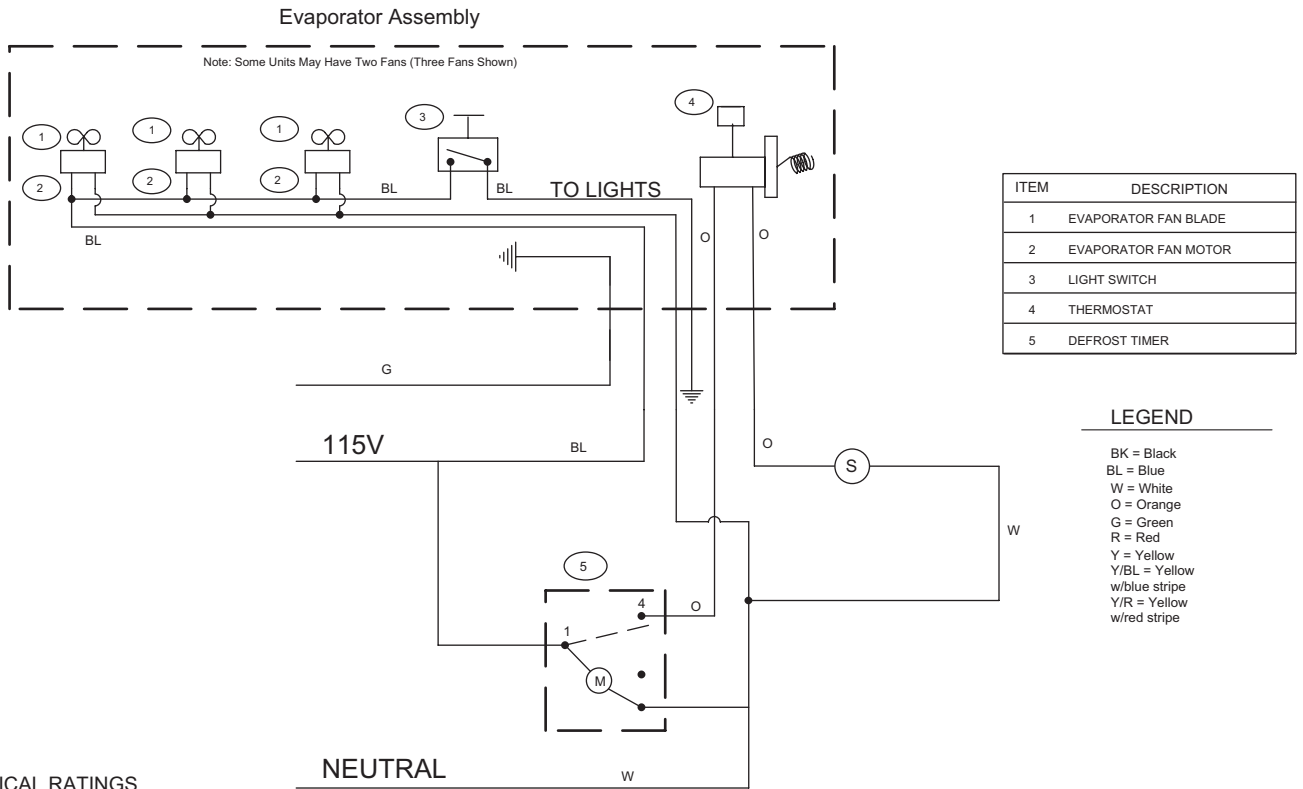 Evaporator Assembly
Note: Some Units May Have Two Fans (Three Fans Shown)
1
1
1
3
4
2
2
2
BL
BL
TO LIGHTS
BL
O
O
G
115V
BL
O
S
W
5
4
O
1
M
NEUTRAL
W
ICAL RATINGS
ITEM DESCRIPTION
1 EVAPORATOR FAN BLADE
2 EVAPORATOR FAN MOTOR
3 LIGHT SWITCH
4 THERMOSTAT
5 DEFROST TIMER
LEGEND
BK = Black
BL = Blue
W = White
O = Orange
G = Green
R = Red
Y = Yellow
Y/BL = Yellow
w/blue stripe
Y/R = Yellow
w/red stripe